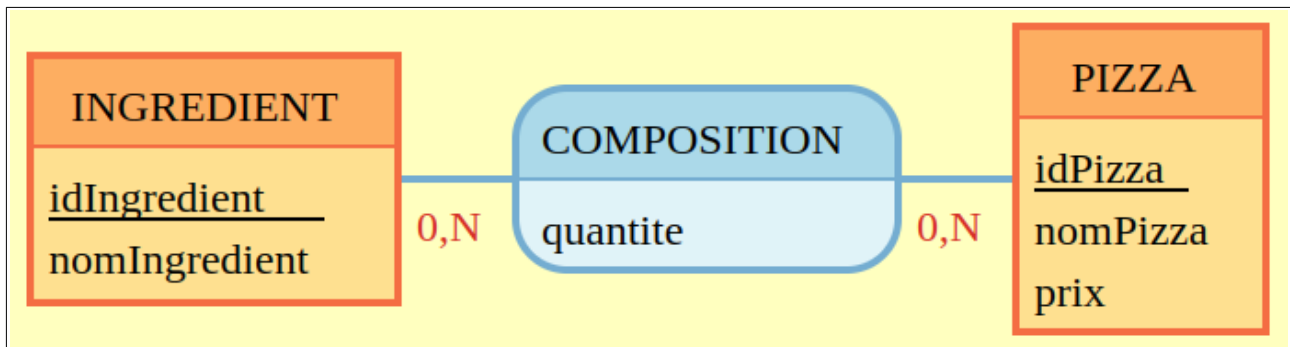 INGREDIENT
idIngredient
nomIngredient
0,N
COMPOSITION
quantite
0,N
PIZZA
idPizza
nomPizza
prix